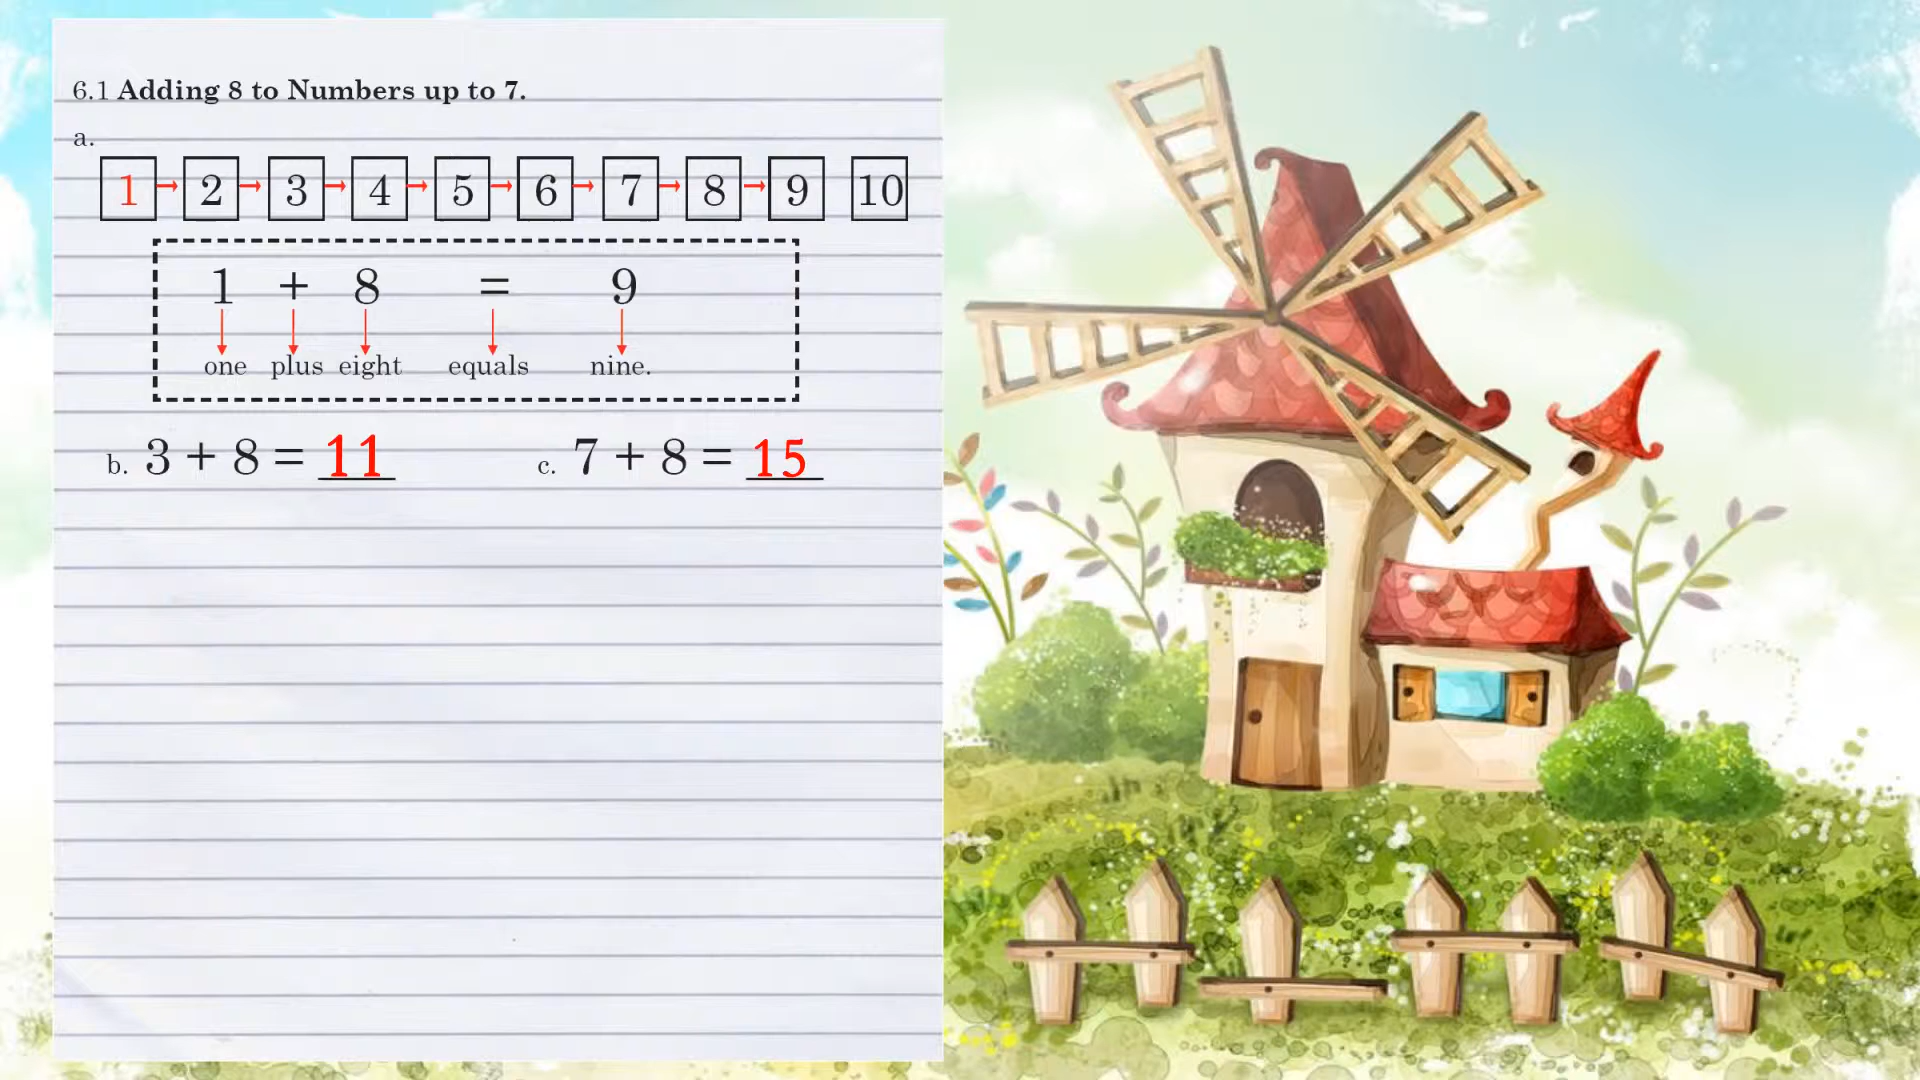 6.1 Adding 8 to Numbers up to 7.
a.
1 → 2 → 3 → 4 → 5 → 6 → 7 → 8 → 9 10
1 + 8 = 9
one plus eight equals nine.
b. 3 + 8 = 11 c. 7 + 8 = 15